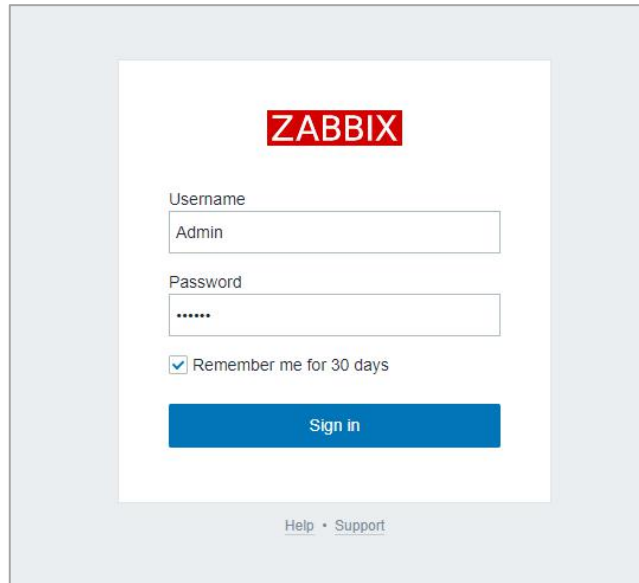 ZABBIX
Username
Admin
Password
••••••
Remember me for 30 days
Sign in
Help • Support